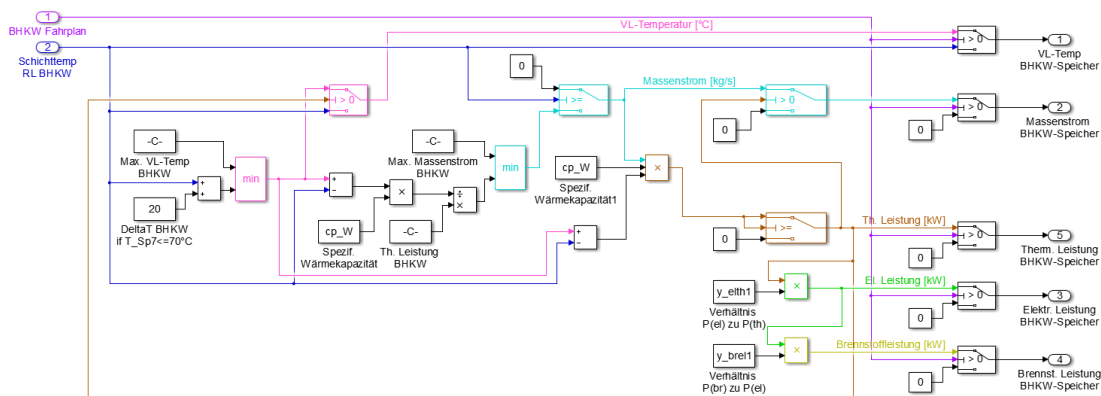 1
BHKW Fahrplan
2
Schichttemp
RL BHKW
VL-Temperatur [°C]
> 0
1
VL-Temp
BHKW-Speicher
0
> 0
>=
Massenstrom [kg/s]
> 0
0
> 0
0
2
Massenstrom
BHKW-Speicher
-C-
Max. VL-Temp
BHKW
min
+
+
20
DeltaT BHKW
if T_Sp7<=70°C
+
−
×
cp_W
Spezif.
Wärmekapazität
-C-
Max. Massenstrom
BHKW
÷
×
-C-
Th. Leistung
BHKW
min
cp_W
Spezif.
Wärmekapazität1
×
+
−
>=
0
Th. Leistung [kW]
> 0
0
5
Therm. Leistung
BHKW-Speicher
y_elth1
Verhältnis
P(el) zu P(th)
×
El. Leistung [kW]
> 0
0
3
Elektr. Leistung
BHKW-Speicher
y_brel1
Verhältnis
P(br) zu P(el)
×
Brennstoffleistung [kW]
> 0
0
4
Brennst. Leistung
BHKW-Speicher